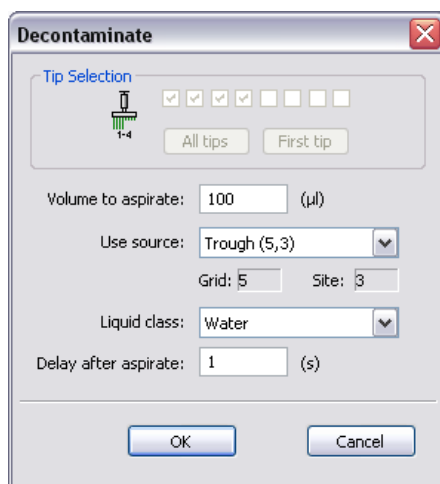 Decontaminate
Tip Selection
1-4
All tips First tip
Volume to aspirate: 100 (µl)
Use source: Trough (5,3)
Grid: 5 Site: 3
Liquid class: Water
Delay after aspirate: 1 (s)
OK Cancel